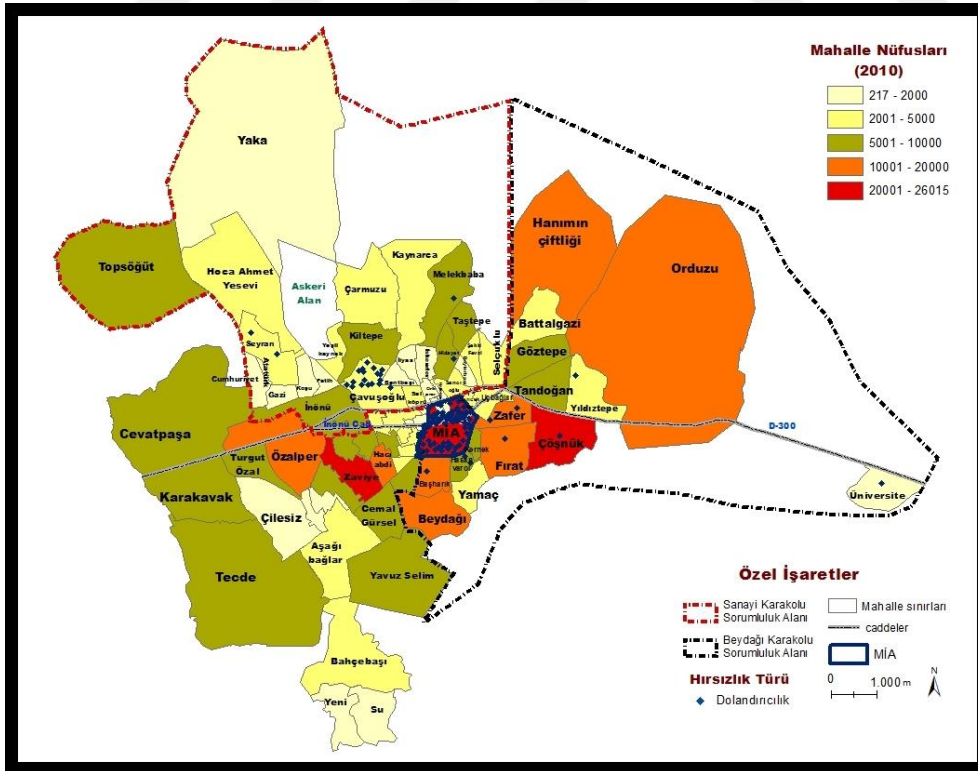 Mahalle Nüfusları
(2010)
217 - 2000
2001 - 5000
5001 - 10000
10001 - 20000
20001 - 26015
Yaka
Topsöğüt
Hoca Ahmet
Yesevi
Askeri
Alan
Çarmuzu
Kaynarca
Melekbaba
Hanımın
çiftliği
Orduzu
Taştepe
Battalgazi
Kiltepe
Seyran
Selçuklu
Göztepe
Atatürk
Cumhuriyet
Gazi
Fatih
Çavuşoğlu
Tandoğan
Yıldıztepe
İnönü
İnönü Cad
MİA
Zafer
D-300
Cevatpaşa
Çöşnük
Turgut
Özal
Özalper
Haca
abdi
Fırat
Zaviye
Başharık
Yamaç
Üniversite
Karakavak
Çilesiz
Cemal
Gürsel
Beydağı
Aşağı
bağlar
Tecde
Yavuz Selim
Bahçebaşı
Yeni
Su
Özel İşaretler
Sanayi Karakolu
Sorumluluk Alanı
Mahalle sınırları
caddeler
Beydağı Karakolu
Sorumluluk Alanı
MİA
Hırsızlık Türü
Dolandırıcılık
0 1.000 m
N